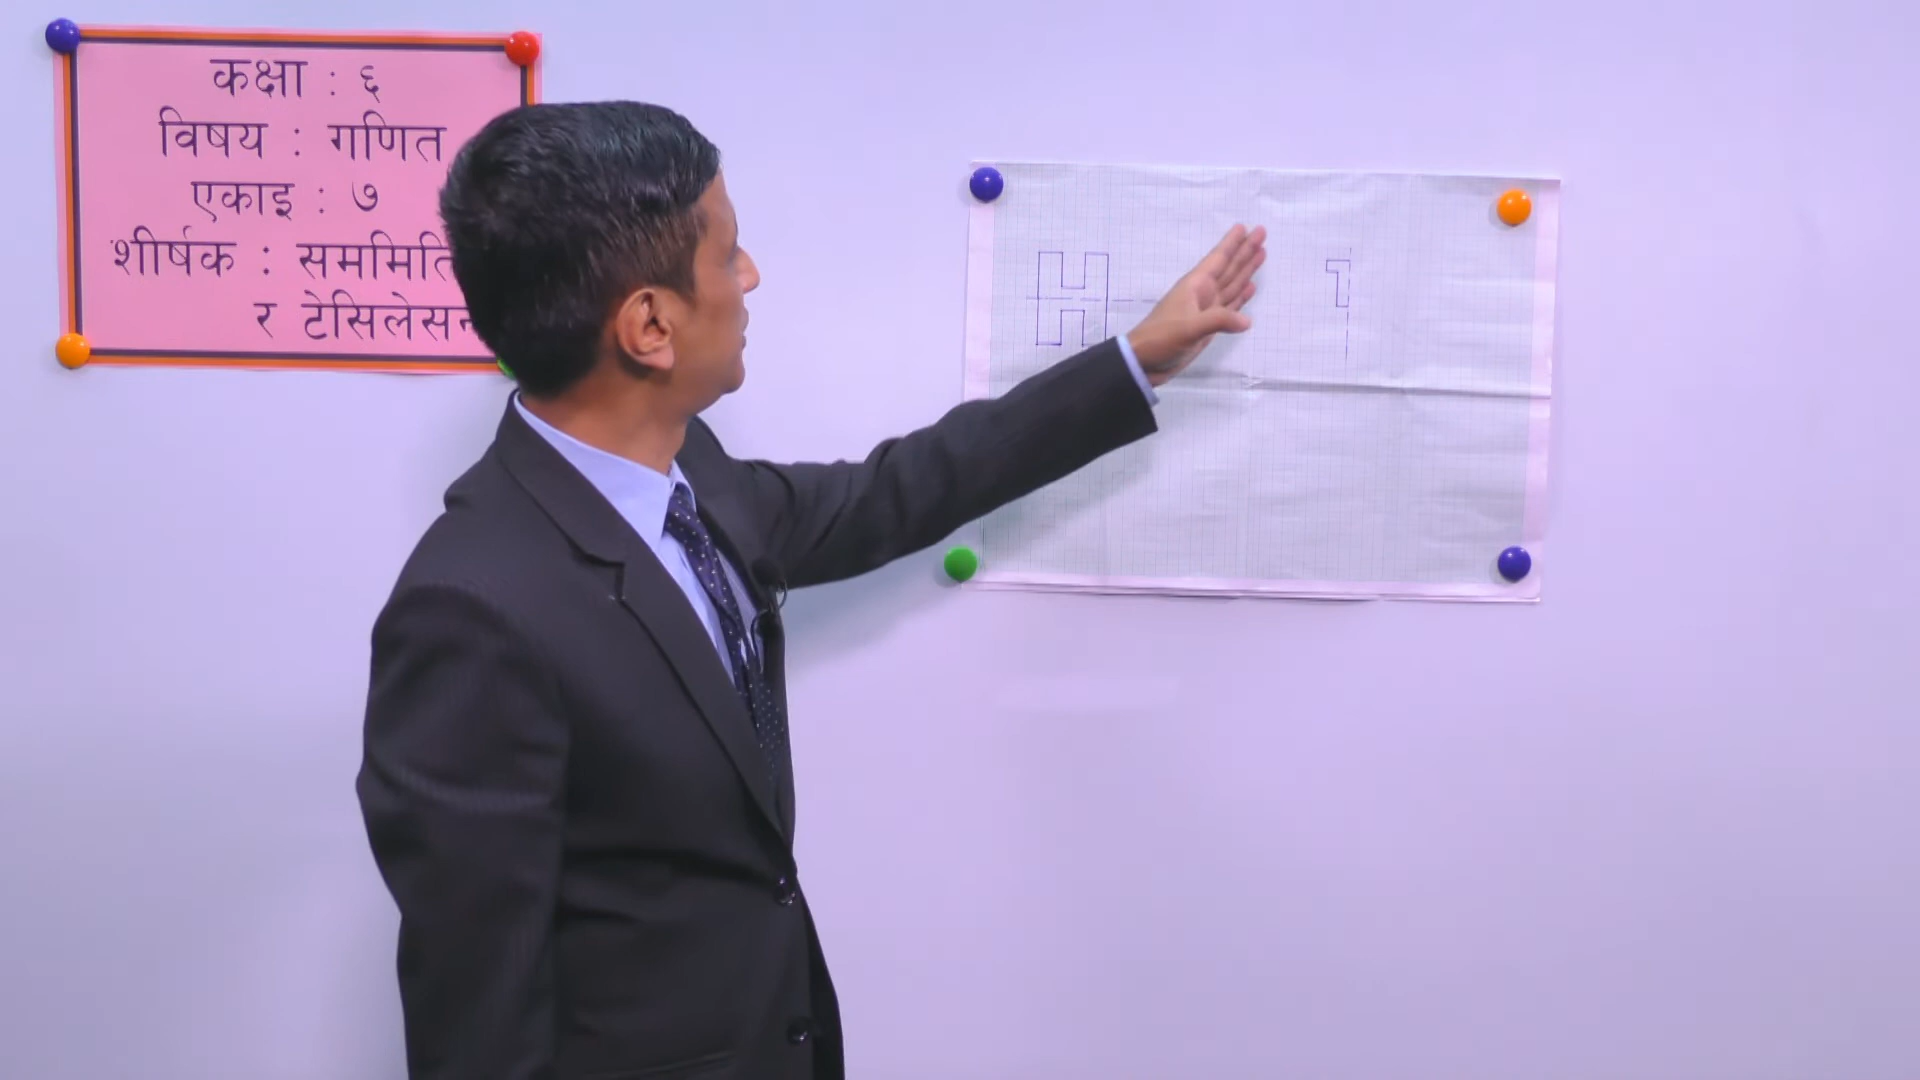 कक्षा : ६
विषय : गणित
एकाइ : ७
शीर्षक : सममिति
र टेसिलेसन
H